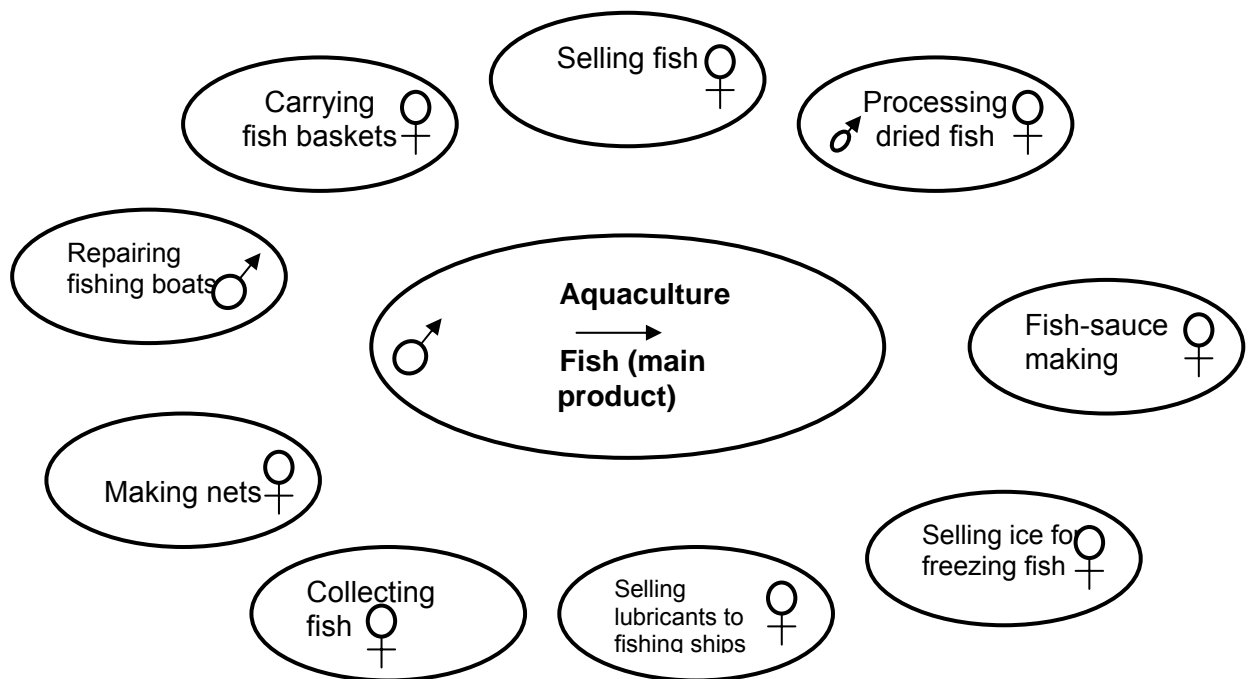 Selling fish
Carrying
fish baskets
Processing
dried fish
Repairing
fishing boats
Aquaculture
Fish (main
product)
Fish-sauce
making
Making nets
Selling ice for
freezing fish
Collecting
fish
Selling
lubricants to
fishing ships